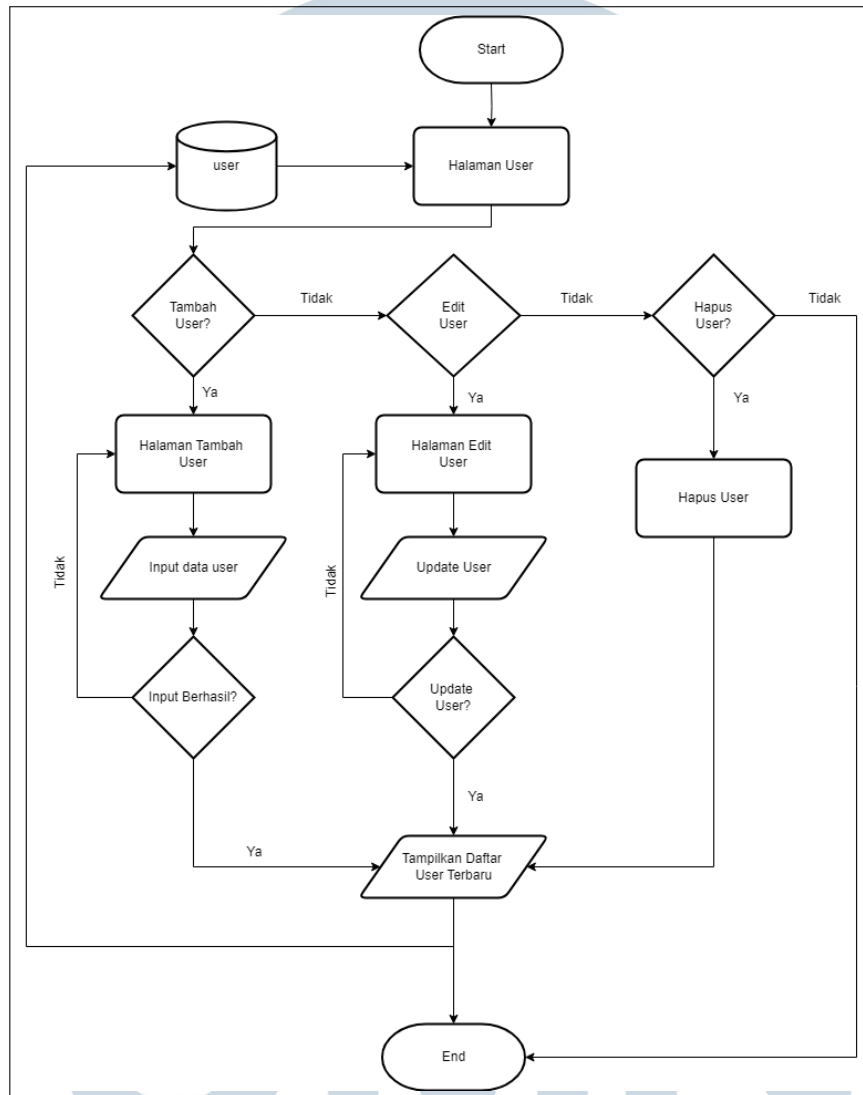 Start
user
Halaman User
Tambah
User?
Tidak
Edit
User
Tidak
Hapus
User?
Tidak
Ya
Ya
Ya
Halaman Tambah
User
Halaman Edit
User
Hapus User
Tidak
Input data user
Tidak
Update User
Input Berhasil?
Update
User?
Ya
Ya
Tampilkan Daftar
User Terbaru
End